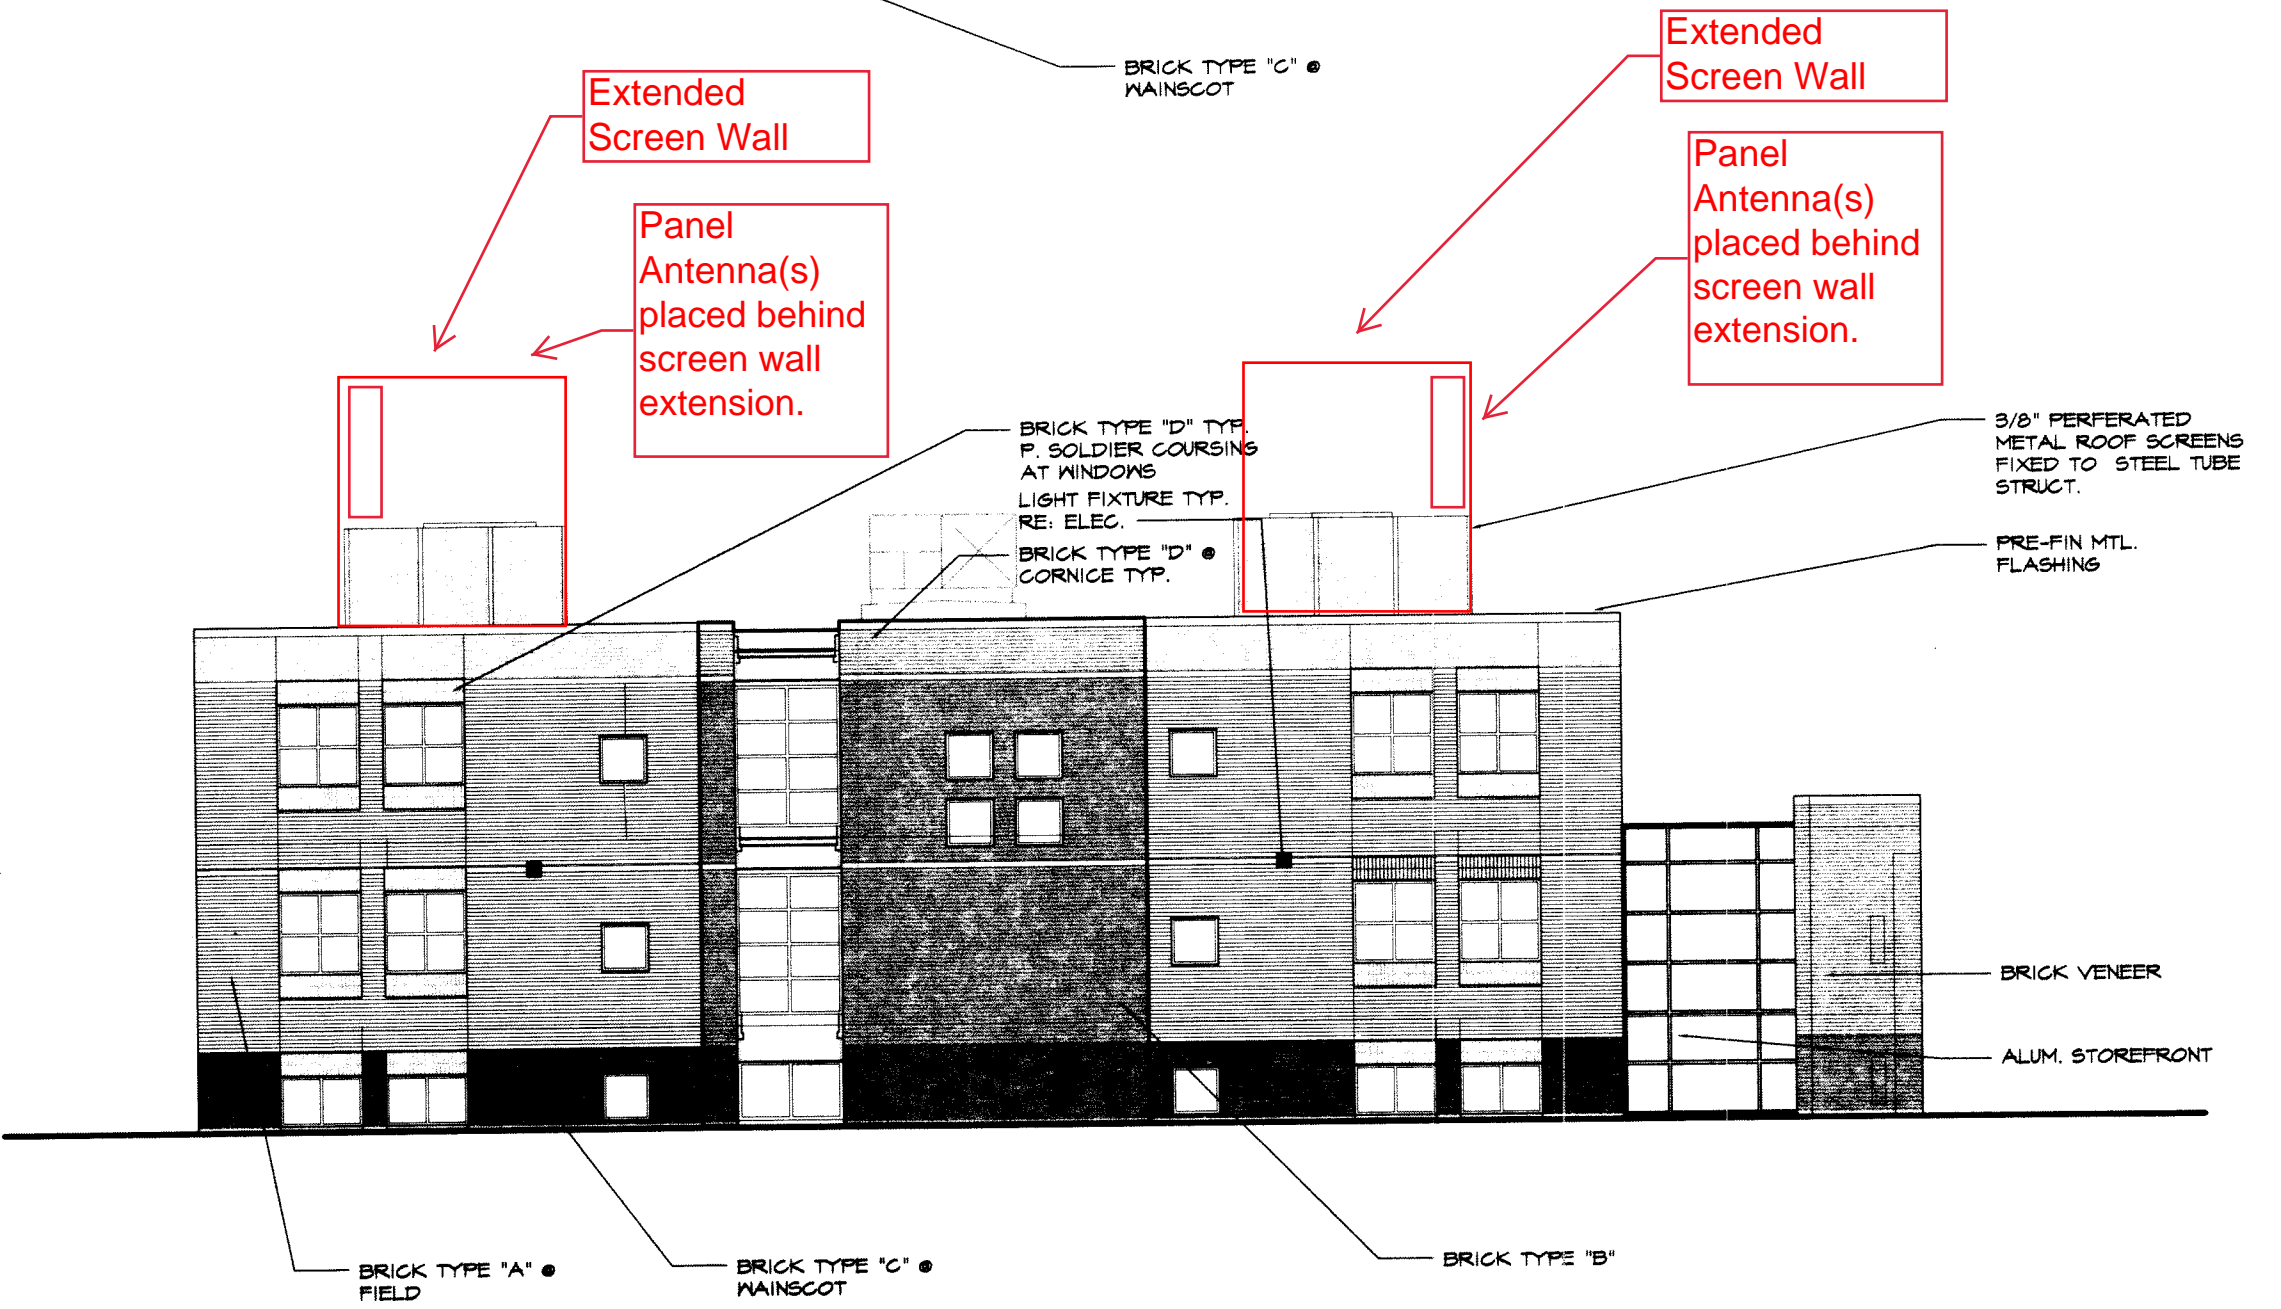 BRICK TYPE "C" @
WAINSCOT
Extended
Screen Wall
Extended
Screen Wall
Panel
Antenna(s)
placed behind
screen wall
extension.
Panel
Antenna(s)
placed behind
screen wall
extension.
BRICK TYPE "D" TYP.
P. SOLDIER COURSING
AT WINDOWS
LIGHT FIXTURE TYP.
RE: ELEC.
BRICK TYPE "D" @
CORNICE TYP.
3/8" PERFERATED
METAL ROOF SCREENS
FIXED TO STEEL TUBE
STRUCT.
PRE-FIN MTL.
FLASHING
BRICK VENEER
ALUM. STOREFRONT
BRICK TYPE "A" @
FIELD
BRICK TYPE "C" @
WAINSCOT
BRICK TYPE "B"